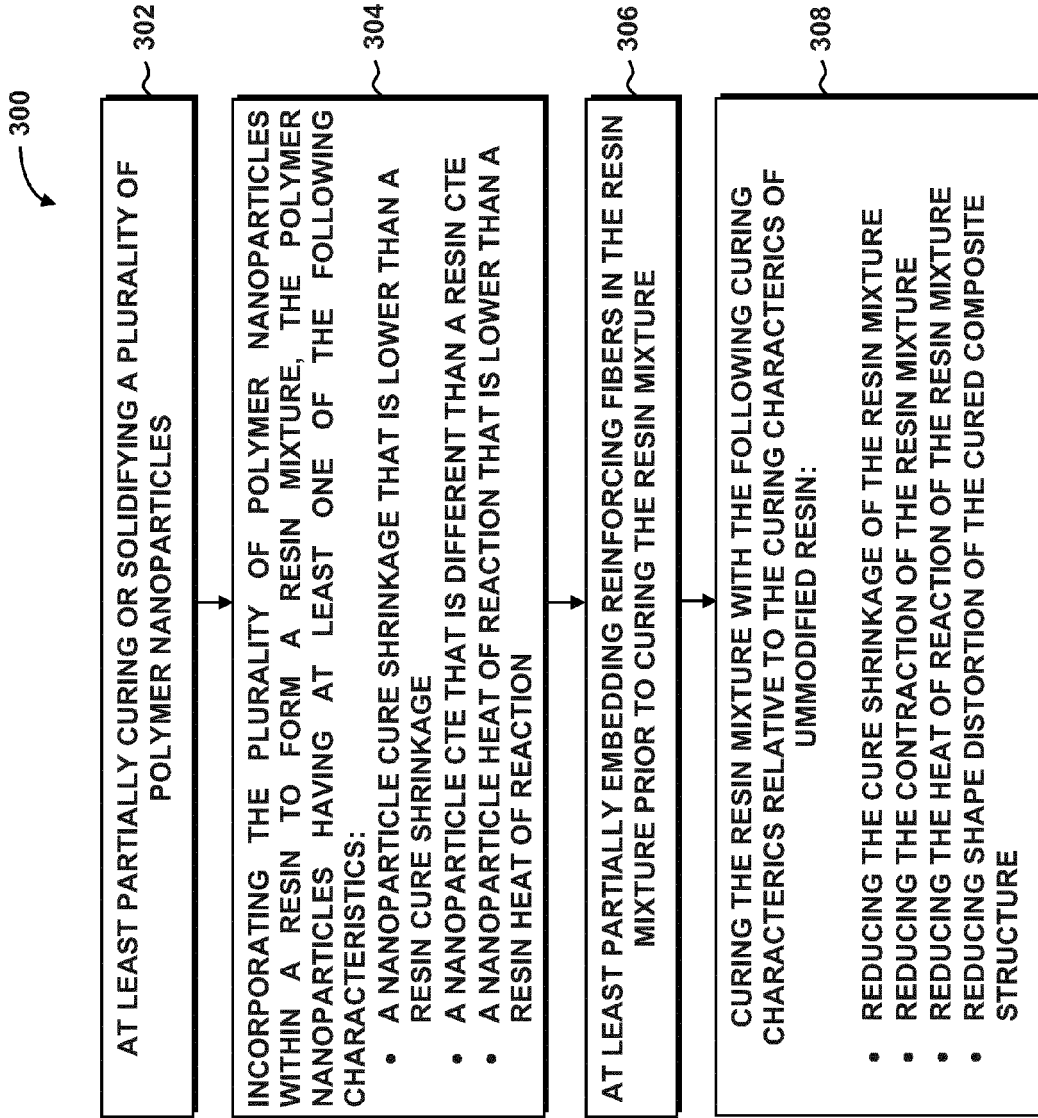 300
AT LEAST PARTIALLY CURING OR SOLIDIFYING A PLURALITY OF
POLYMER NANOPARTICLES
302
INCORPORATING THE PLURALITY OF POLYMER NANOPARTICLES
WITHIN A RESIN TO FORM A RESIN MIXTURE, THE POLYMER
NANOPARTICLES HAVING AT LEAST ONE OF THE FOLLOWING
CHARACTERISTICS:
• A NANOPARTICLE CURE SHRINKAGE THAT IS LOWER THAN A
RESIN CURE SHRINKAGE
• A NANOPARTICLE CTE THAT IS DIFFERENT THAN A RESIN CTE
• A NANOPARTICLE HEAT OF REACTION THAT IS LOWER THAN A
RESIN HEAT OF REACTION
304
AT LEAST PARTIALLY EMBEDDING REINFORCING FIBERS IN THE RESIN
MIXTURE PRIOR TO CURING THE RESIN MIXTURE
306
CURING THE RESIN MIXTURE WITH THE FOLLOWING CURING
CHARACTERICS RELATIVE TO THE CURING CHARACTERICS OF
UMMODIFIED RESIN:
• REDUCING THE CURE SHRINKAGE OF THE RESIN MIXTURE
• REDUCING THE CONTRACTION OF THE RESIN MIXTURE
• REDUCING THE HEAT OF REACTION OF THE RESIN MIXTURE
• REDUCING SHAPE DISTORTION OF THE CURED COMPOSITE
STRUCTURE
308